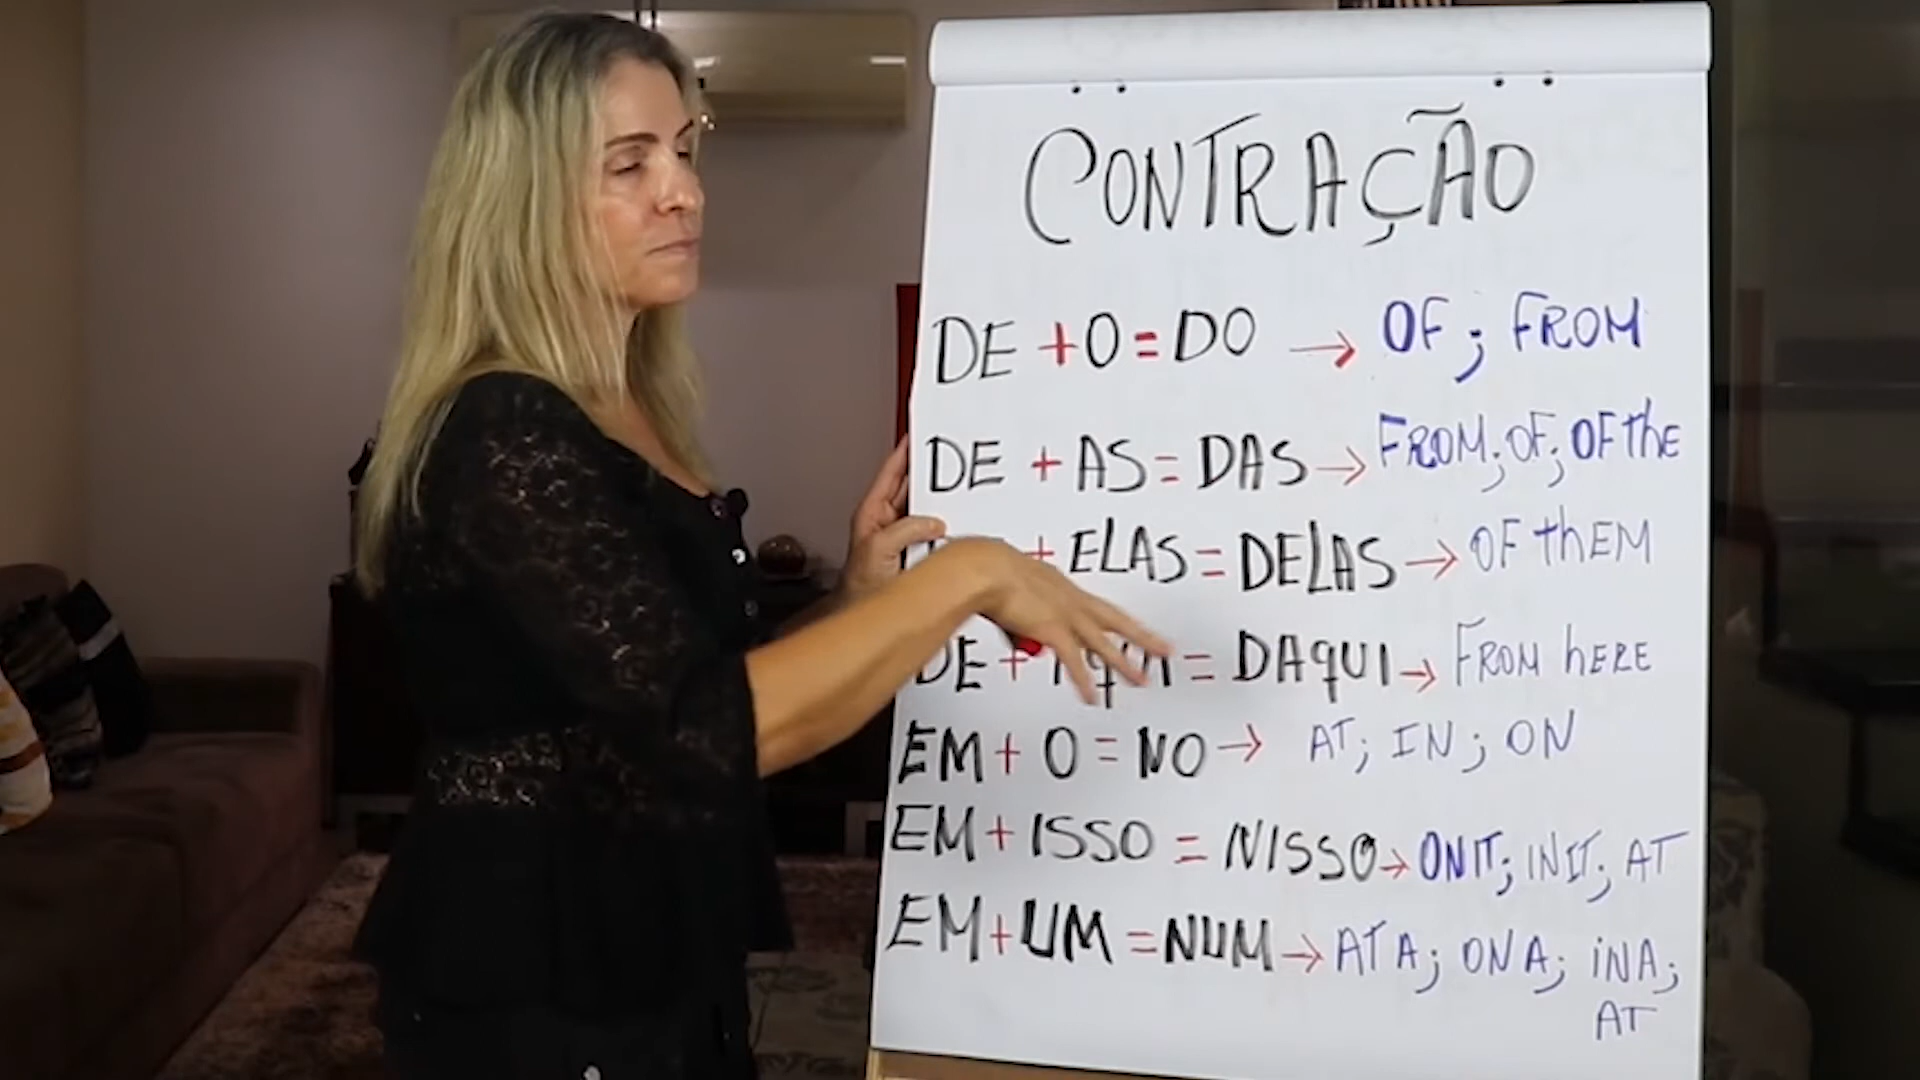 CONTRAÇÃO
DE + O = DO → OF; FROM
DE + AS = DAS → FROM; OF; OF thE
+ ELAS = DELAS → OF thEM
DE + = DAqUI → FROM hERE
EM + O = NO → AT; IN; ON
EM + ISSO = NISSO → ON IT; IN IT; AT
EM + UM = NUM → AT A; ON A; iN A;
AT